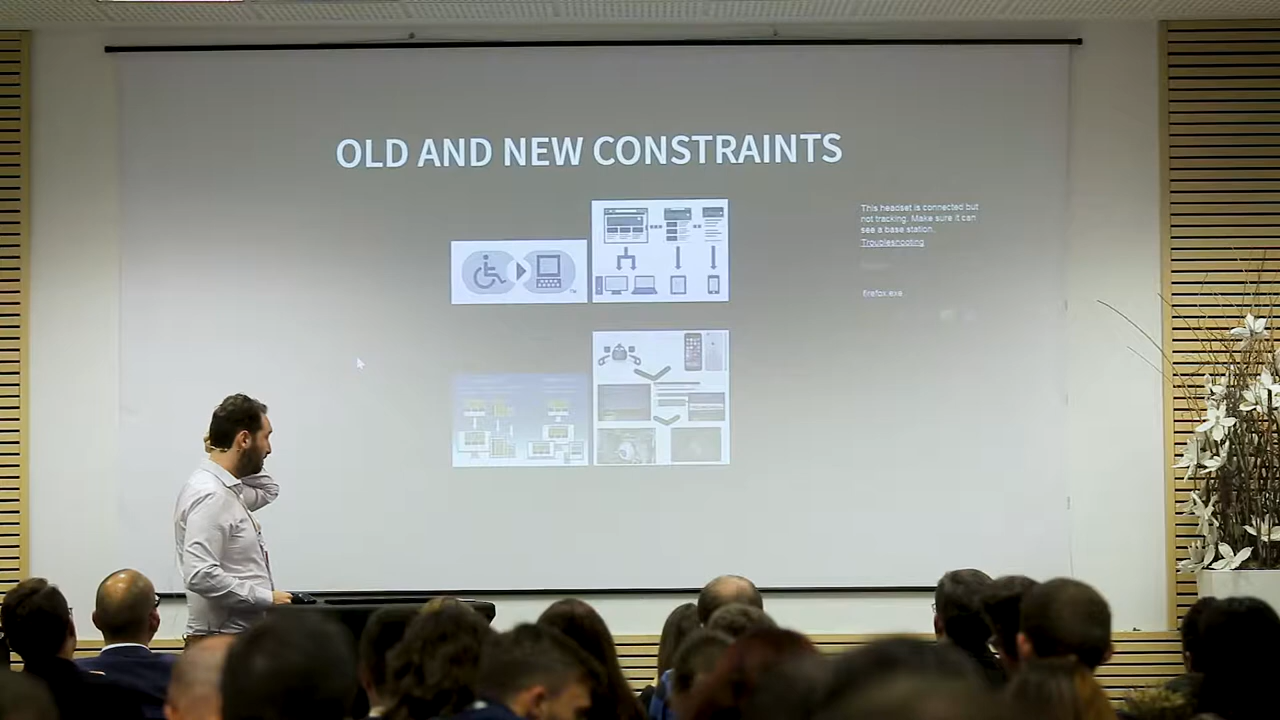 OLD AND NEW CONSTRAINTS
This headset is connected but
not tracking. Make sure it can
see a base station.
Troubleshooting
firefox.exe
TM